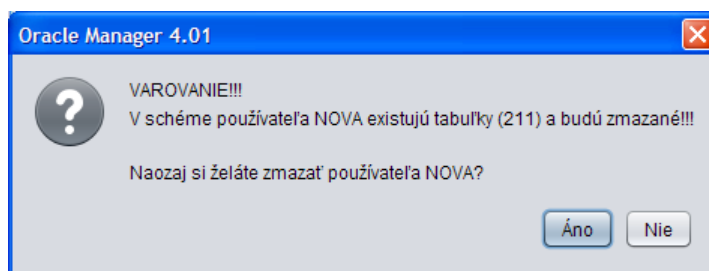 Oracle Manager 4.01
VAROVANIE!!!
V schéme používateľa NOVA existujú tabuľky (211) a budú zmazané!!!
Naozaj si želáte zmazať používateľa NOVA?
Áno
Nie